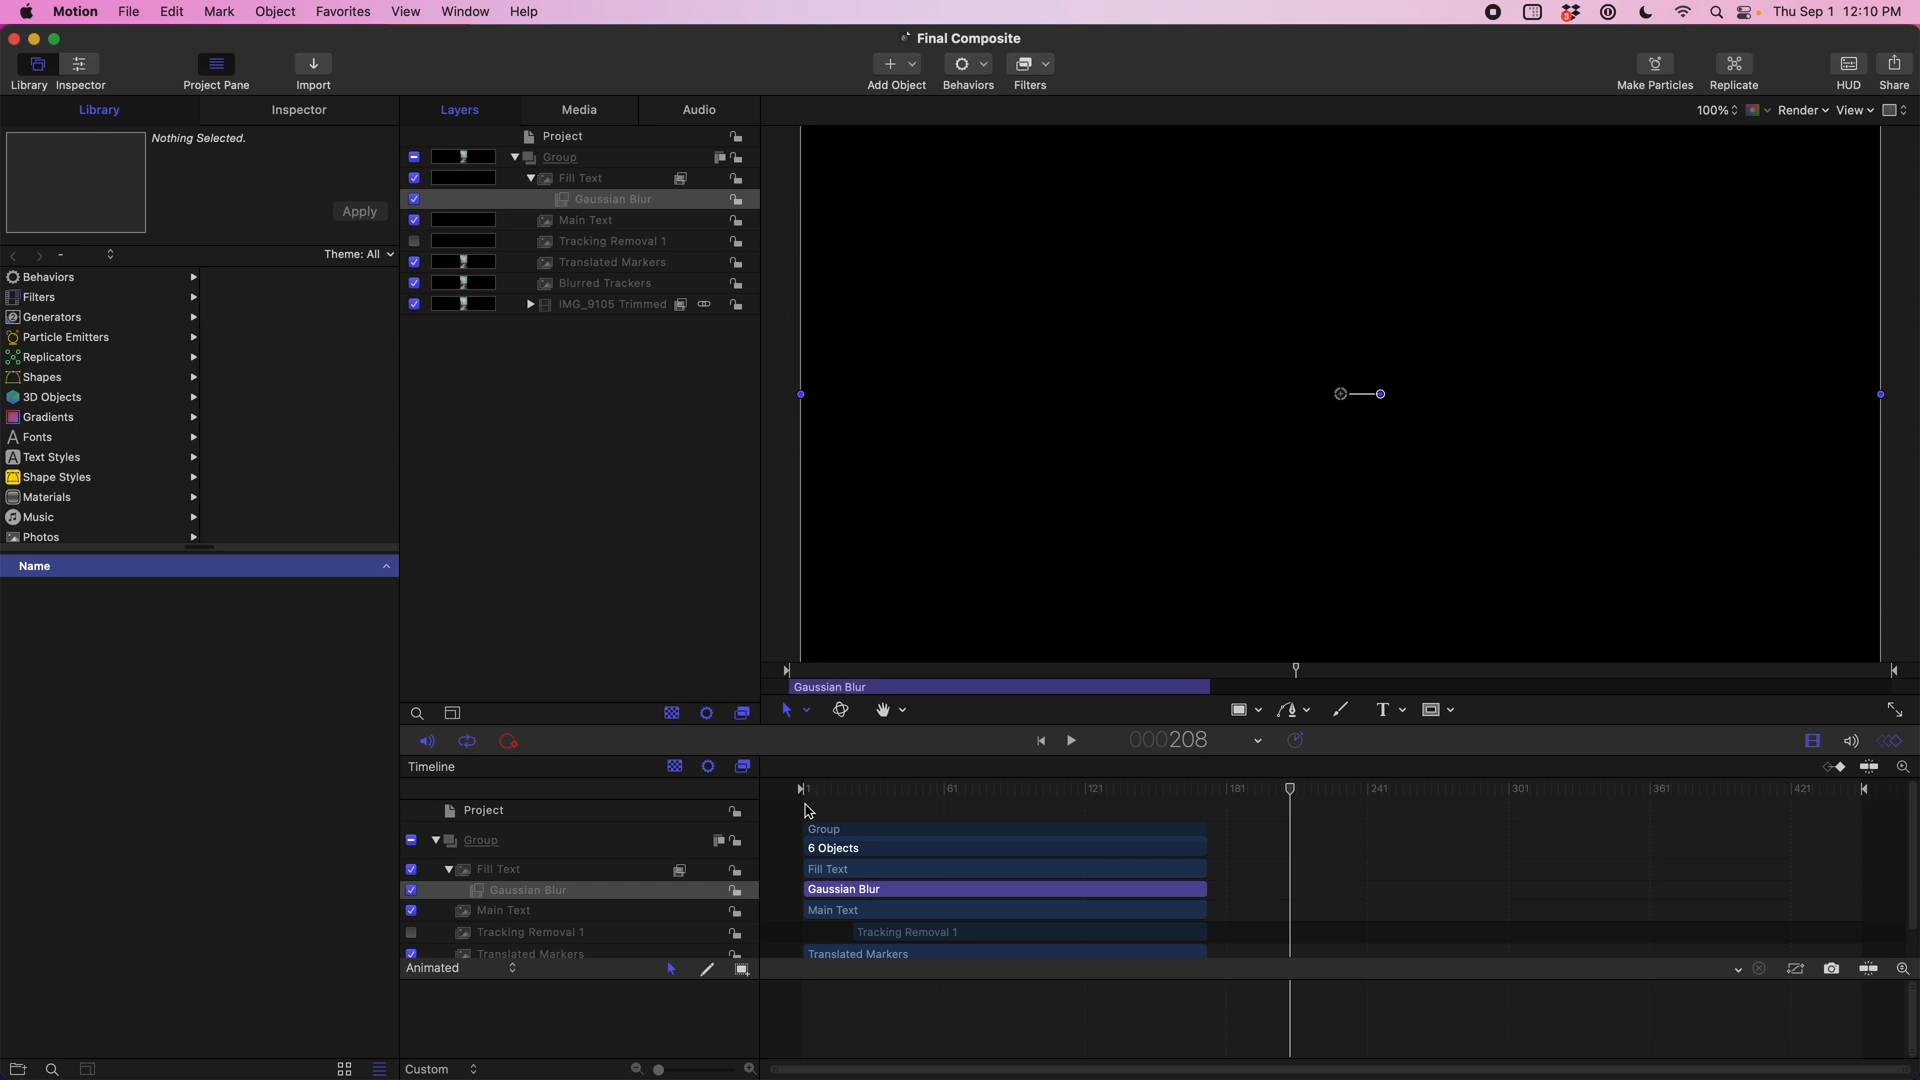 Motion File Edit Mark Object Favorites View Window Help
3
Thu Sep 1 12:10 PM
Final Composite
Library Inspector Project Pane Import Add Object Behaviors Filters Make Particles Replicate HUD Share
Library Inspector Layers Media Audio
100% Render View
Nothing Selected.
Apply
-
Theme: All
Behaviors
Filters
Generators
Particle Emitters
Replicators
Shapes
3D Objects
Gradients
Fonts
Text Styles
Shape Styles
Materials
Music
Photos
Name
Project
Group
Fill Text
Gaussian Blur
Main Text
Tracking Removal 1
Translated Markers
Blurred Trackers
IMG_9105 Trimmed
Gaussian Blur
T
000208
Timeline
1 61 121 181 241 301 361 421
Project
Group
Fill Text
Gaussian Blur
Main Text
Tracking Removal 1
Translated Markers
Group
6 Objects
Fill Text
Gaussian Blur
Main Text
Tracking Removal 1
Translated Markers
Animated
Custom